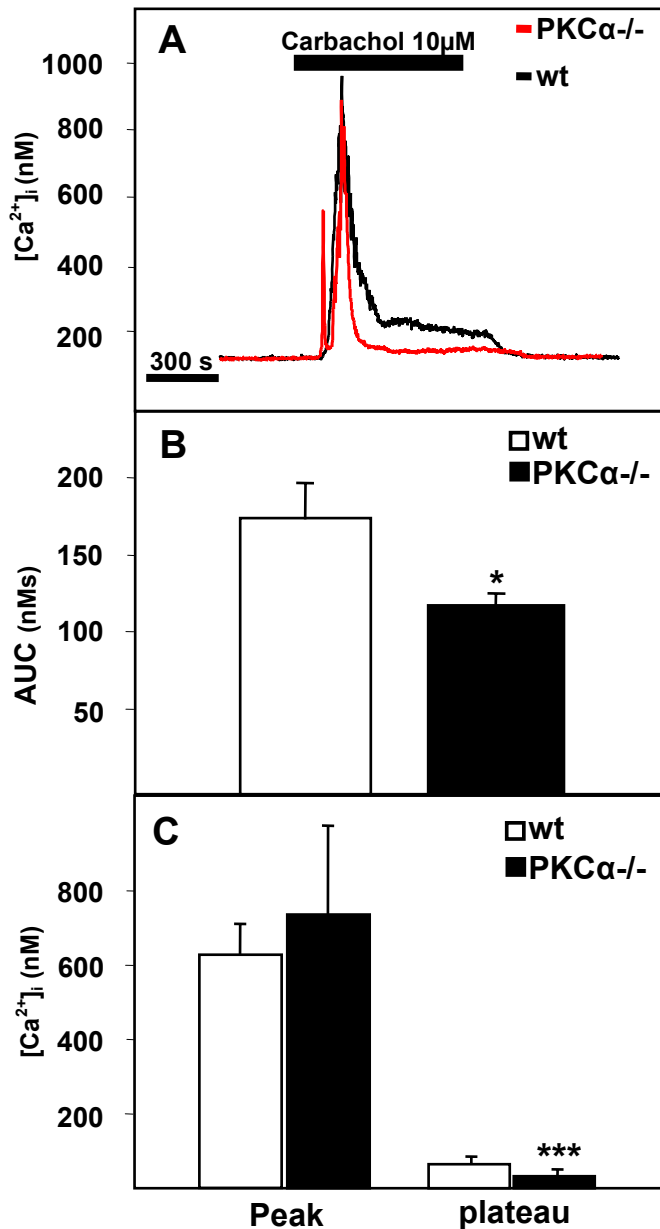 A
Carbachol 10µM
PKCα-/-
wt
1000
800
600
400
200
[Ca²⁺]ᵢ (nM)
300 s
B
wt
PKCα-/-
200
150
100
50
AUC (nMs)
*
C
wt
PKCα-/-
800
600
400
200
[Ca²⁺]ᵢ (nM)
***
Peak
plateau